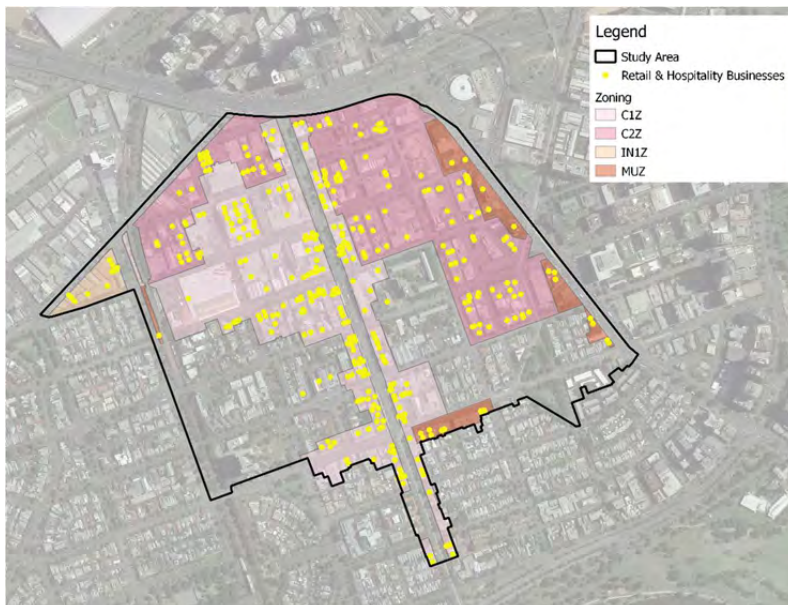 Legend
Study Area
Retail & Hospitality Businesses
Zoning
C1Z
C2Z
IN1Z
MUZ